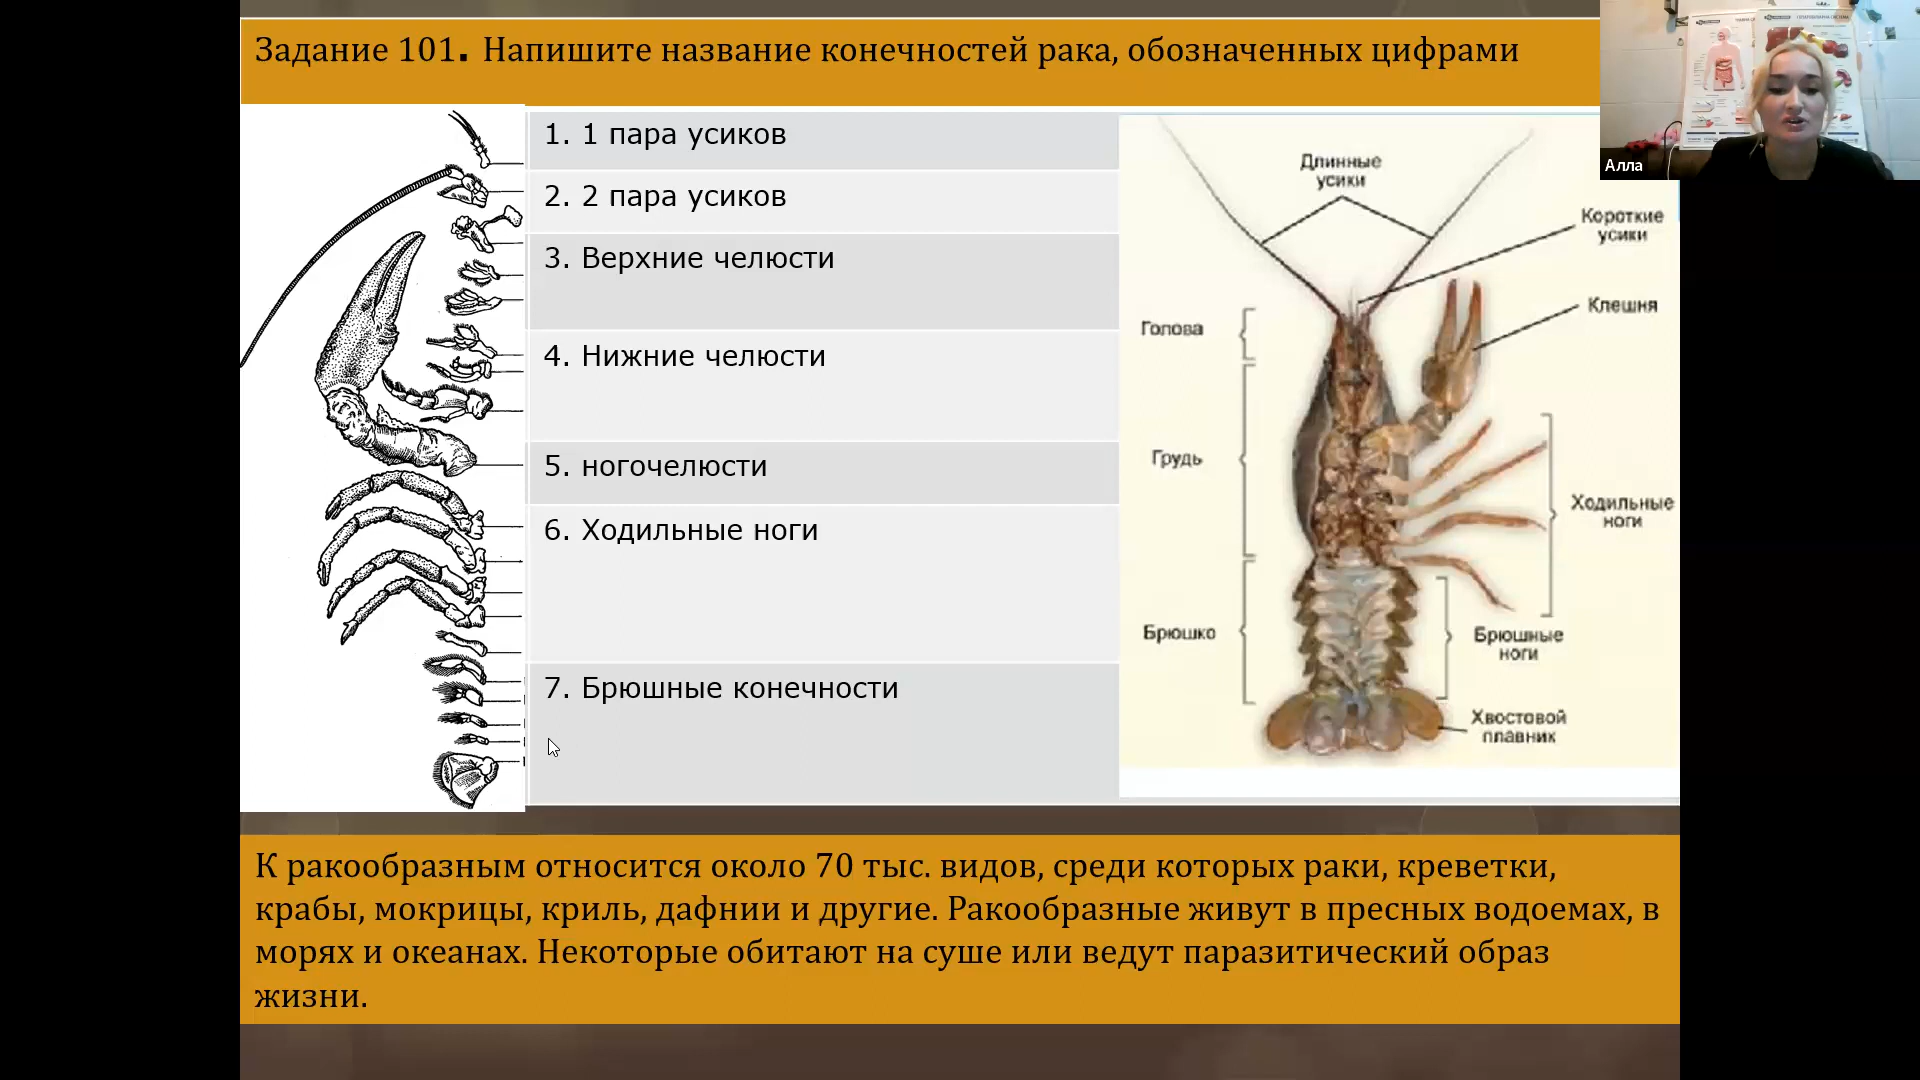 Задание 101. Напишите название конечностей рака, обозначенных цифрами
Алла
1. 1 пара усиков
2. 2 пара усиков
3. Верхние челюсти
4. Нижние челюсти
5. ногочелюсти
6. Ходильные ноги
7. Брюшные конечности
Длинные
усики
Короткие
усики
Клешня
Голова
Грудь
Ходильные
ноги
Брюшко
Брюшные
ноги
Хвостовой
плавник
К ракообразным относится около 70 тыс. видов, среди которых раки, креветки,
крабы, мокрицы, криль, дафнии и другие. Ракообразные живут в пресных водоемах, в
морях и океанах. Некоторые обитают на суше или ведут паразитический образ
жизни.